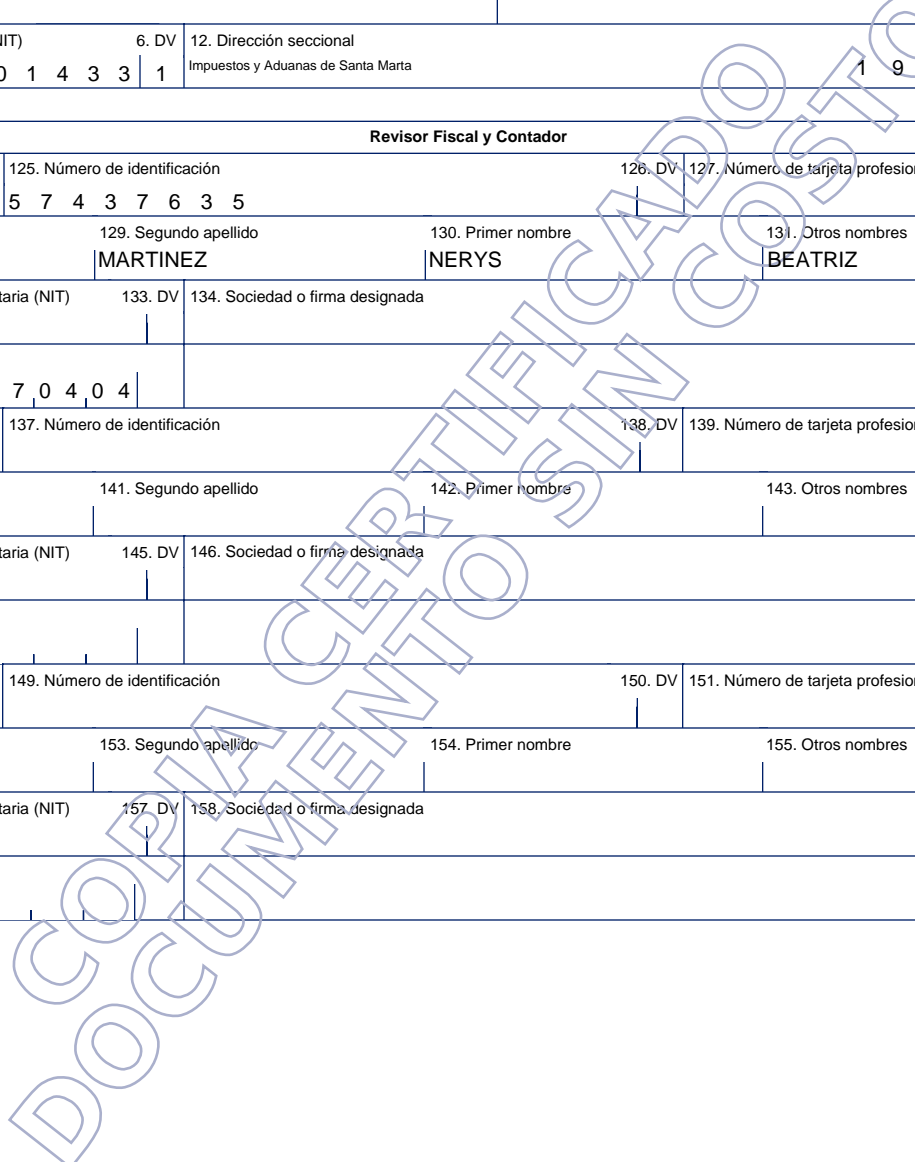 NIT) 6. DV 12. Dirección seccional
0 1 4 3 3 1 Impuestos y Aduanas de Santa Marta 1 9
Revisor Fiscal y Contador
125. Número de identificación 126. DV 127. Número de tarjeta profesion
5 7 4 3 7 6 3 5
129. Segundo apellido 130. Primer nombre 131. Otros nombres
MARTINEZ NERYS BEATRIZ
taria (NIT) 133. DV 134. Sociedad o firma designada
7 0 4 0 4
137. Número de identificación 138. DV 139. Número de tarjeta profesion
141. Segundo apellido 142. Primer nombre 143. Otros nombres
taria (NIT) 145. DV 146. Sociedad o firma designada
149. Número de identificación 150. DV 151. Número de tarjeta profesion
153. Segundo apellido 154. Primer nombre 155. Otros nombres
taria (NIT) 157. DV 158. Sociedad o firma designada
COPIA CERTIFICADO
DOCUMENTO SIN COSTO